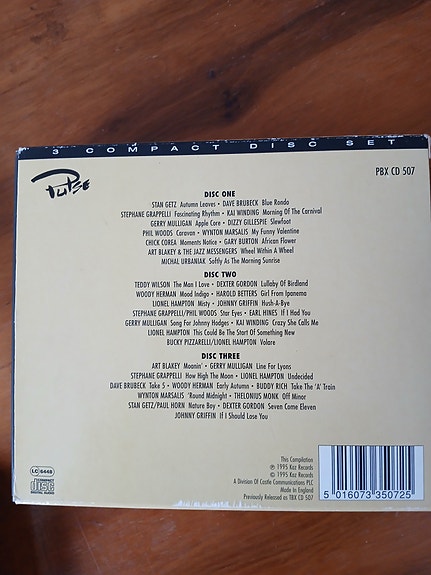 3 COMPACT DISC SET
Pulse
PBX CD 507
DISC ONE
STAN GETZ Autumn Leaves • DAVE BRUBECK Blue Rondo
STEPHANE GRAPPELLI Fascinating Rhythm • KAI WINDING Morning Of The Carnival
GERRY MULLIGAN Apple Core • DIZZY GILLESPIE Slewfoot
PHIL WOODS Caravan • WYNTON MARSALIS My Funny Valentine
CHICK COREA Moments Notice • GARY BURTON African Flower
ART BLAKEY & THE JAZZ MESSENGERS Wheel Within A Wheel
MICHAL URBANIAK Softly As The Morning Sunrise
DISC TWO
TEDDY WILSON The Man I Love • DEXTER GORDON Lullaby Of Birdland
WOODY HERMAN Mood Indigo • HAROLD BETTERS Girl From Ipanema
LIONEL HAMPTON Misty • JOHNNY GRIFFIN Hush-A-Bye
STEPHANE GRAPPELLI/PHIL WOODS Star Eyes • EARL HINES If I Had You
GERRY MULLIGAN Song For Johnny Hodges • KAI WINDING Crazy She Calls Me
LIONEL HAMPTON This Could Be The Start Of Something New
BUCKY PIZZARELLI/LIONEL HAMPTON Volare
DISC THREE
ART BLAKEY Moanin' • GERRY MULLIGAN Line For Lyons
STEPHANE GRAPPELLI How High The Moon • LIONEL HAMPTON Undecided
DAVE BRUBECK Take 5 • WOODY HERMAN Early Autumn • BUDDY RICH Take The 'A' Train
WYNTON MARSALIS 'Round Midnight • THELONIUS MONK Off Minor
STAN GETZ/PAUL HORN Nature Boy • DEXTER GORDON Seven Come Eleven
JOHNNY GRIFFIN If I Should Lose You
LC 6448
COMPACT
disc
DIGITAL AUDIO
This Compilation
℗ 1995 Kaz Records
© 1995 Kaz Records
A Division Of Castle Communications PLC
Made In England
Previously Released as TBX CD 507
5 016073 350725